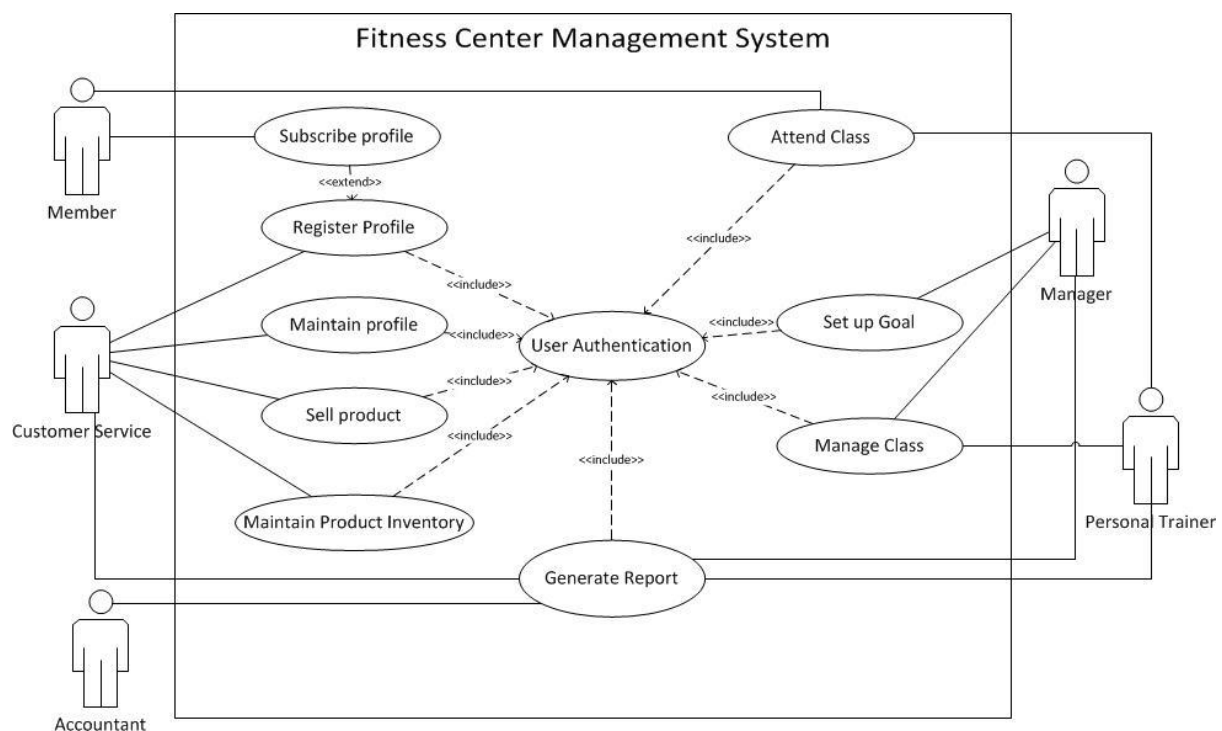 Fitness Center Management System
Subscribe profile
Attend Class
<<extend>>
Member
Register Profile
<<include>>
<<include>>
Manager
Maintain profile
<<include>>
User Authentication
<<include>>
Set up Goal
Customer Service
Sell product
<<include>>
<<include>>
Manage Class
<<include>>
<<include>>
Maintain Product Inventory
Personal Trainer
Generate Report
Accountant